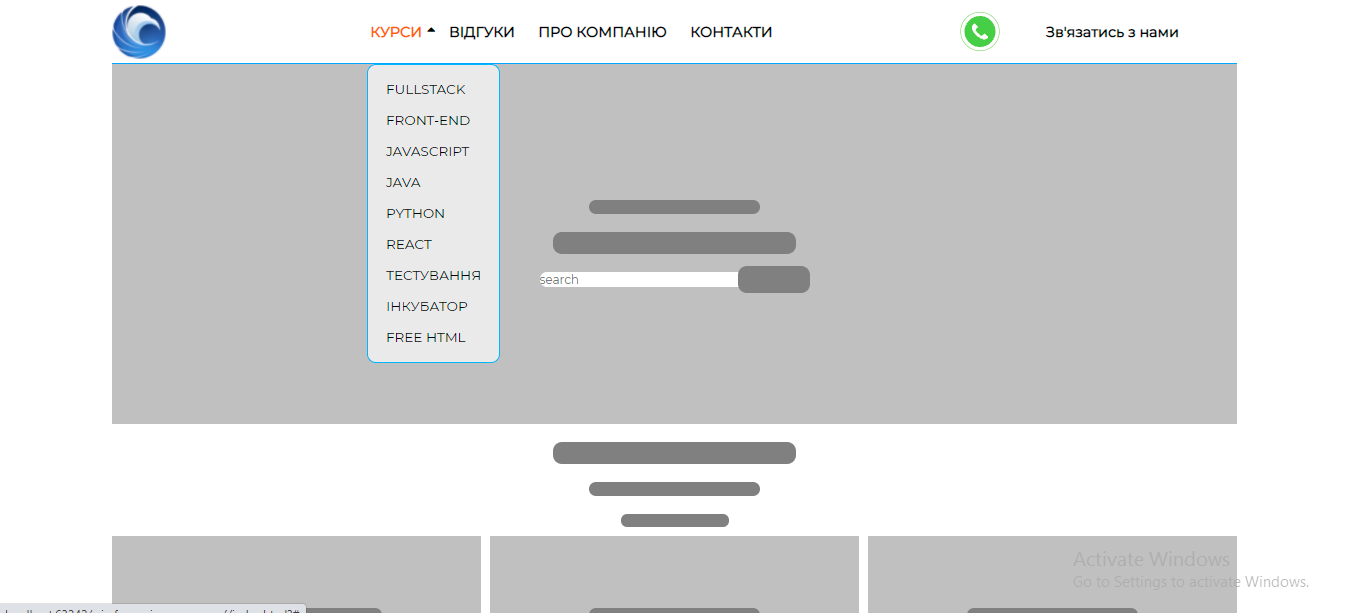 КУРСИ ВІДГУКИ ПРО КОМПАНІЮ КОНТАКТИ Зв'язатись з нами
FULLSTACK
FRONT-END
JAVASCRIPT
JAVA
PYTHON
REACT
ТЕСТУВАННЯ
ІНКУБАТОР
FREE HTML
search
Activate Windows
Go to Settings to activate Windows.